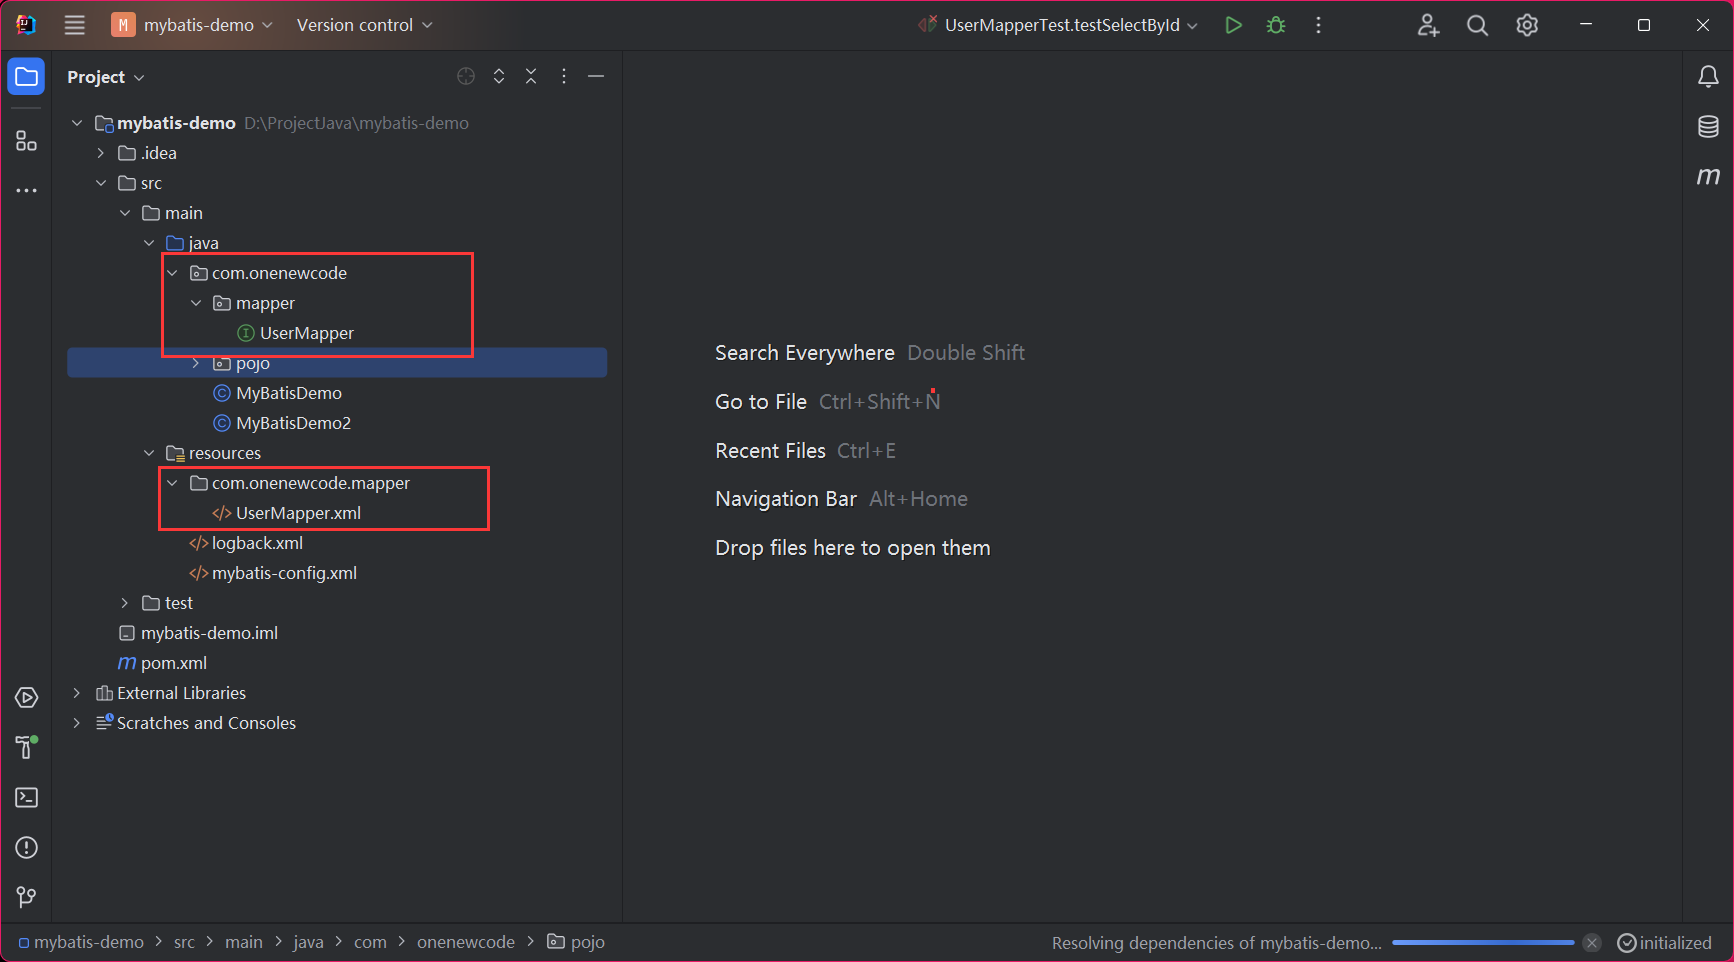 M mybatis-demo Version control UserMapperTest.testSelectById
Project
mybatis-demo D:\ProjectJava\mybatis-demo
.idea
src
main
java
com.onenewcode
mapper
UserMapper
pojo
MyBatisDemo
MyBatisDemo2
resources
com.onenewcode.mapper
UserMapper.xml
logback.xml
mybatis-config.xml
test
mybatis-demo.iml
pom.xml
External Libraries
Scratches and Consoles
Search Everywhere Double Shift
Go to File Ctrl+Shift+N
Recent Files Ctrl+E
Navigation Bar Alt+Home
Drop files here to open them
mybatis-demo > src > main > java > com > onenewcode > pojo
Resolving dependencies of mybatis-demo... initialized